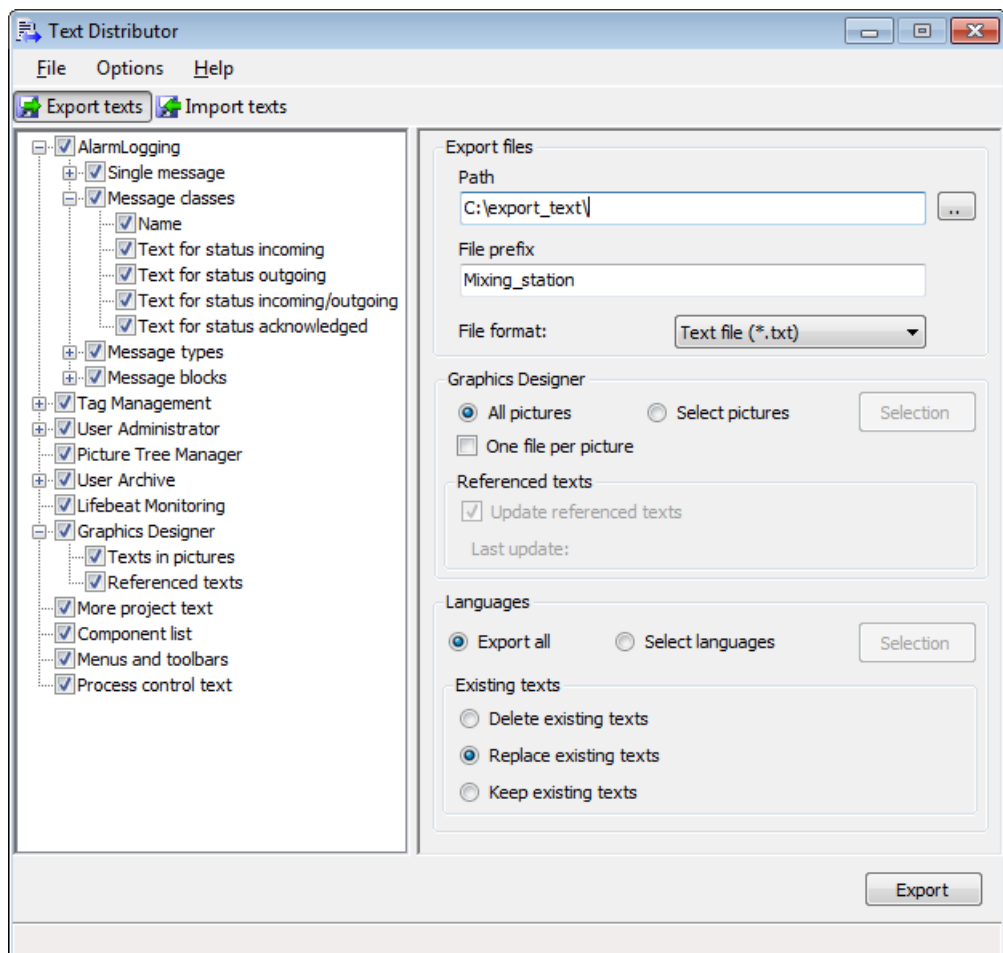 Text Distributor
File Options Help
Export texts Import texts
AlarmLogging
Single message
Message classes
Name
Text for status incoming
Text for status outgoing
Text for status incoming/outgoing
Text for status acknowledged
Message types
Message blocks
Tag Management
User Administrator
Picture Tree Manager
User Archive
Lifebeat Monitoring
Graphics Designer
Texts in pictures
Referenced texts
More project text
Component list
Menus and toolbars
Process control text
Export files
Path
C:\export_text\
..
File prefix
Mixing_station
File format: Text file (*.txt)
Graphics Designer
All pictures Select pictures Selection
One file per picture
Referenced texts
Update referenced texts
Last update:
Languages
Export all Select languages Selection
Existing texts
Delete existing texts
Replace existing texts
Keep existing texts
Export